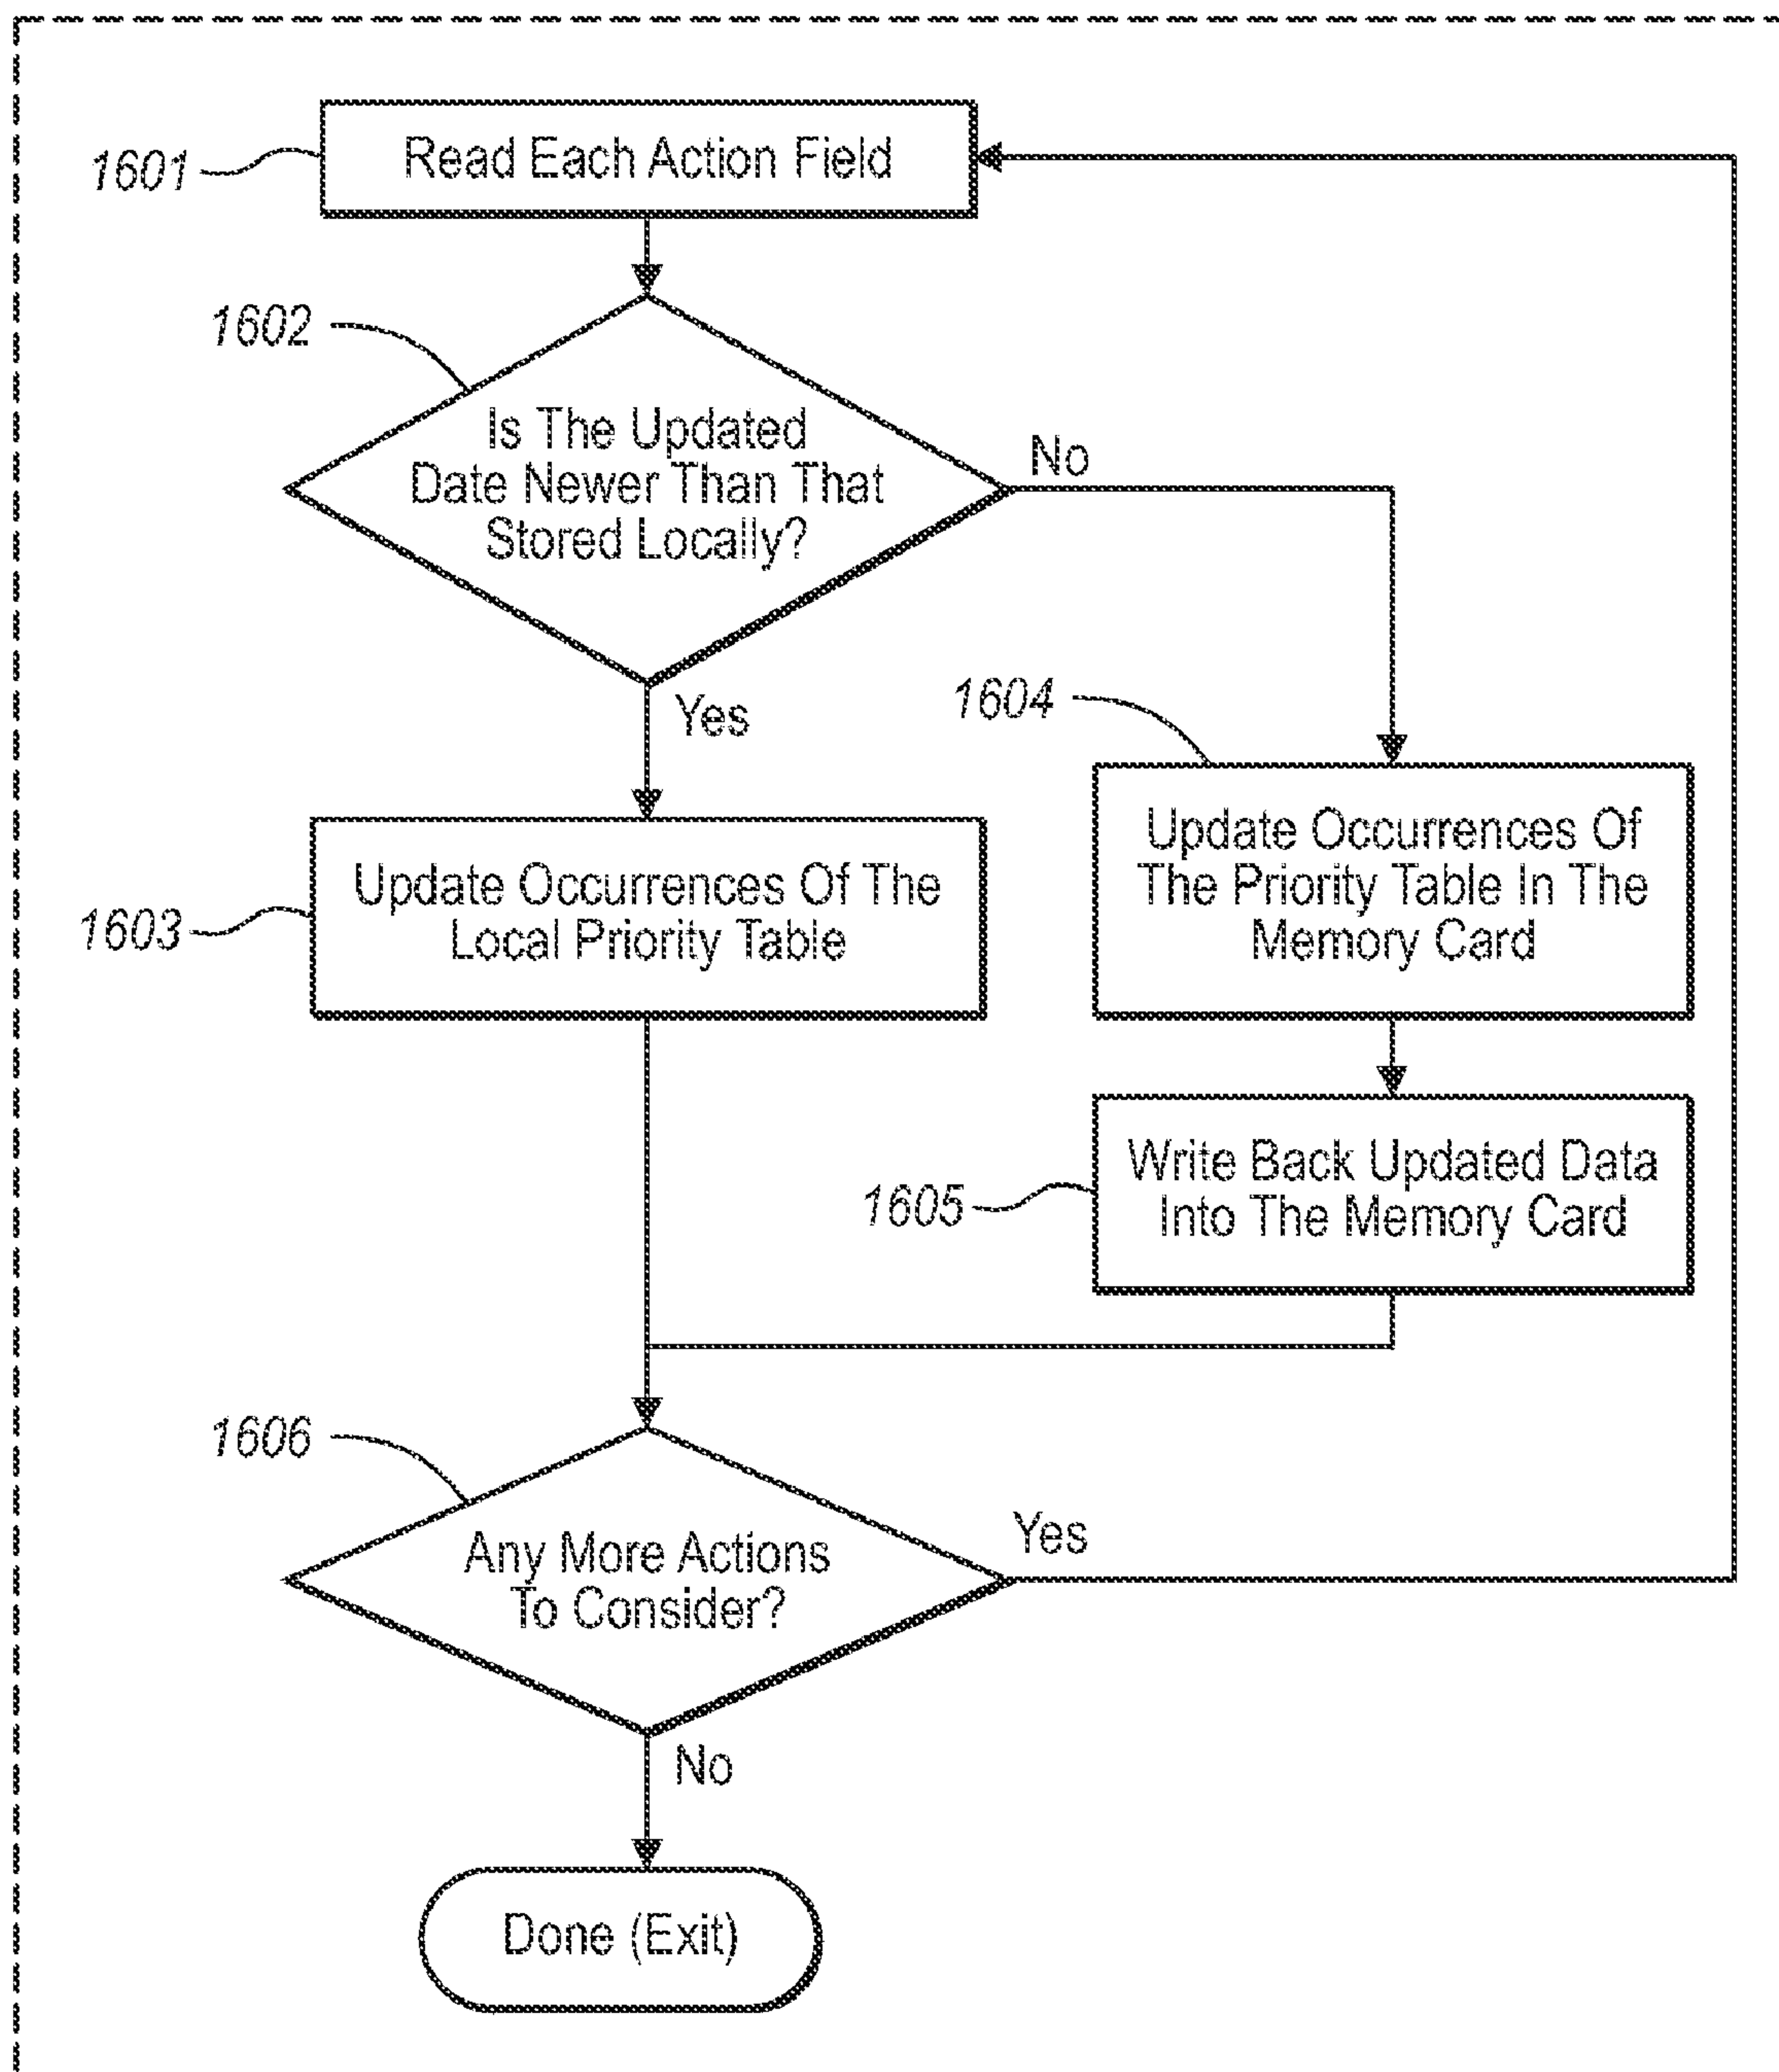 1601
Read Each Action Field
1602
Is The Updated
Date Newer Than That
Stored Locally?
No
Yes
1604
Update Occurrences Of
The Priority Table In The
Memory Card
1603
Update Occurrences Of The
Local Priority Table
1605
Write Back Updated Data
Into The Memory Card
1606
Any More Actions
To Consider?
Yes
No
Done (Exit)